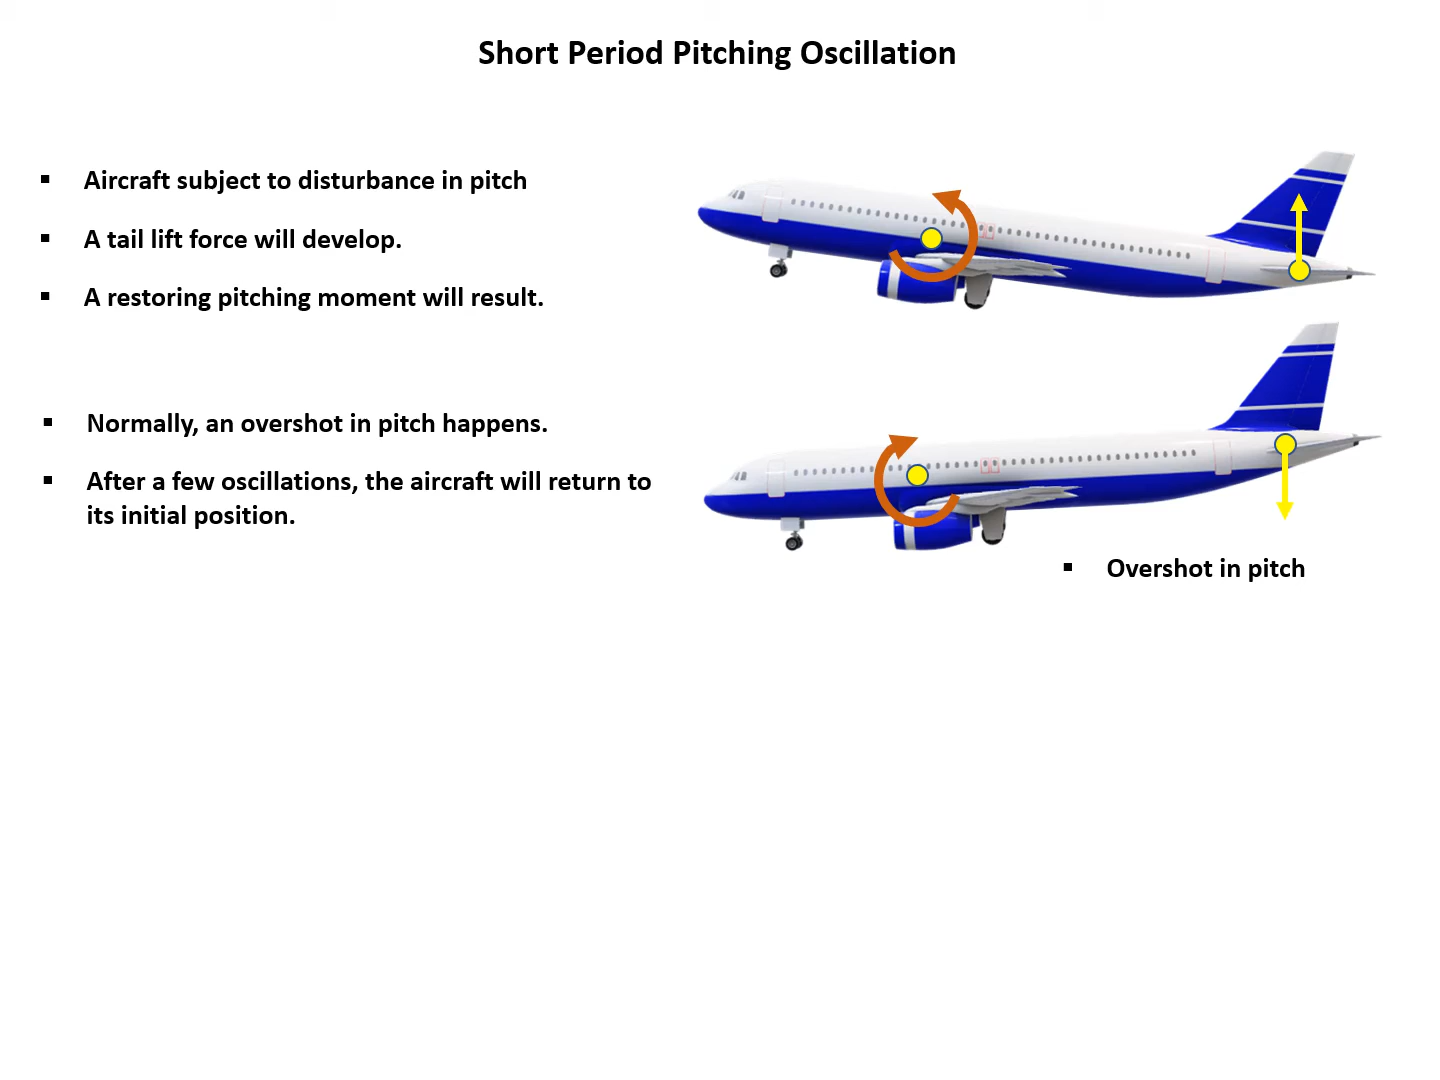 Short Period Pitching Oscillation
▪ Aircraft subject to disturbance in pitch
▪ A tail lift force will develop.
▪ A restoring pitching moment will result.
▪ Normally, an overshot in pitch happens.
▪ After a few oscillations, the aircraft will return to
its initial position.
▪ Overshot in pitch